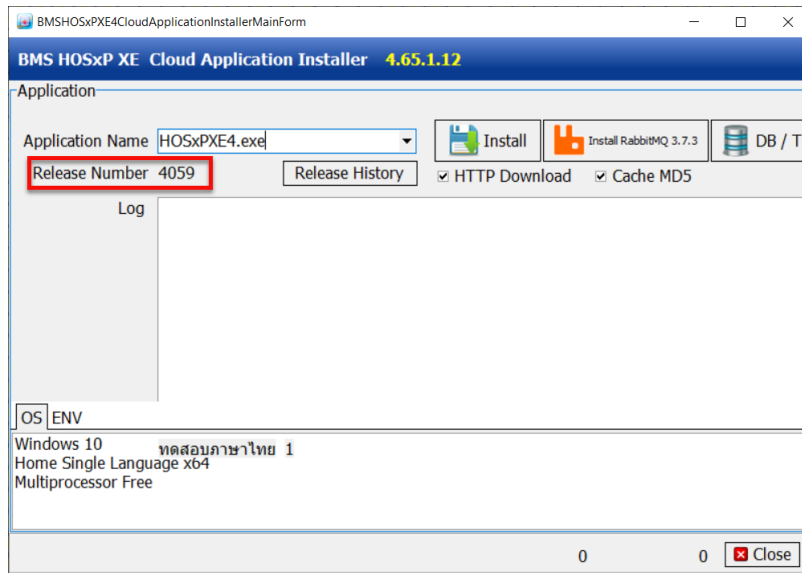 BMSHOSxPXE4CloudApplicationInstallerMainForm
BMS HOSxP XE Cloud Application Installer 4.65.1.12
Application
Application Name HOSxPXE4.exe Install Install RabbitMQ 3.7.3 DB / T
Release Number 4059 Release History HTTP Download Cache MD5
Log
OS ENV
Windows 10
ทดสอบภาษาไทย 1
Home Single Language x64
Multiprocessor Free
0 0 Close